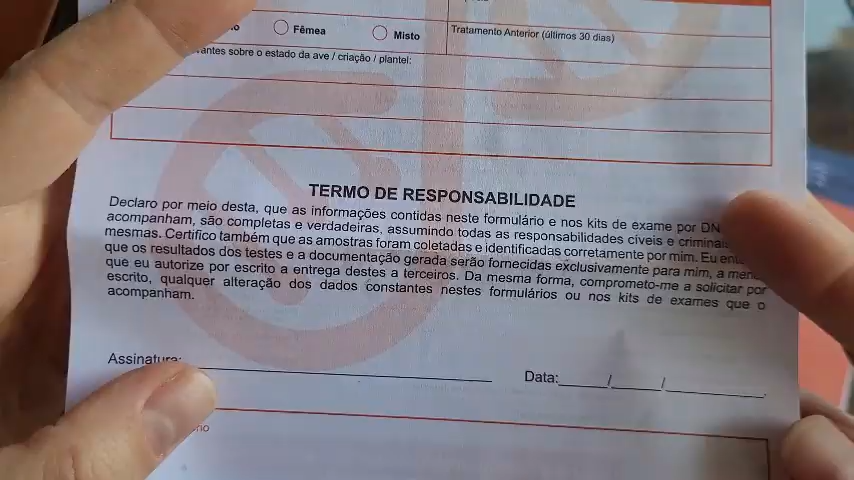 Fêmea
Misto
Tratamento Anterior (últimos 30 dias)
sobre o estado da ave / criação / plantel:
TERMO DE RESPONSABILIDADE
Declaro por meio desta, que as informações contidas neste formulário e nos kits de exame por
acompanham, são completas e verdadeiras, assumindo todas as responsabilidades cíveis e
mesmas. Certifico também que as amostras foram coletadas e identificadas corretamente por mim. Eu
que os resultados dos testes e a documentação gerada serão fornecidas exclusivamente para mim, a
que eu autorize por escrito a entrega destes a terceiros. Da mesma forma, comprometo-me a solicitar por
escrito, qualquer alteração dos dados constantes nestes formulários ou nos kits de exames que o
acompanham.
Assinatura:
Data:______/______/____________.